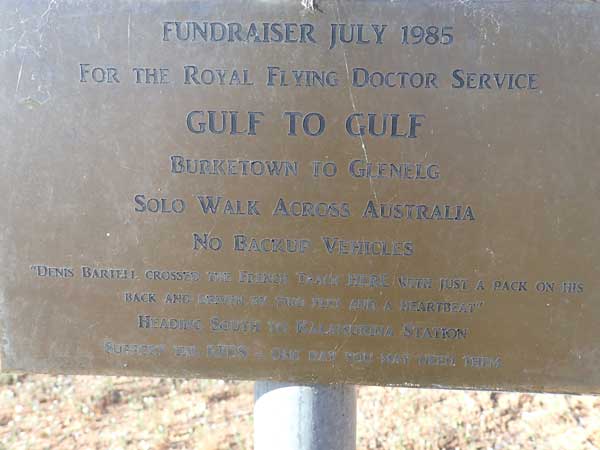 FUNDRAISER JULY 1985
FOR THE ROYAL FLYING DOCTOR SERVICE
GULF TO GULF
BURKETOWN TO GLENELG
SOLO WALK ACROSS AUSTRALIA
NO BACKUP VEHICLES
"DENIS BARTELL CROSSED THE FRENCH TRACK HERE WITH JUST A PACK ON HIS
BACK AND DRIVEN BY TWO FEET AND A HEARTBEAT"
HEADING SOUTH TO KALAMURINA STATION
SUPPORT THE RFDS - ONE DAY YOU MAY NEED THEM